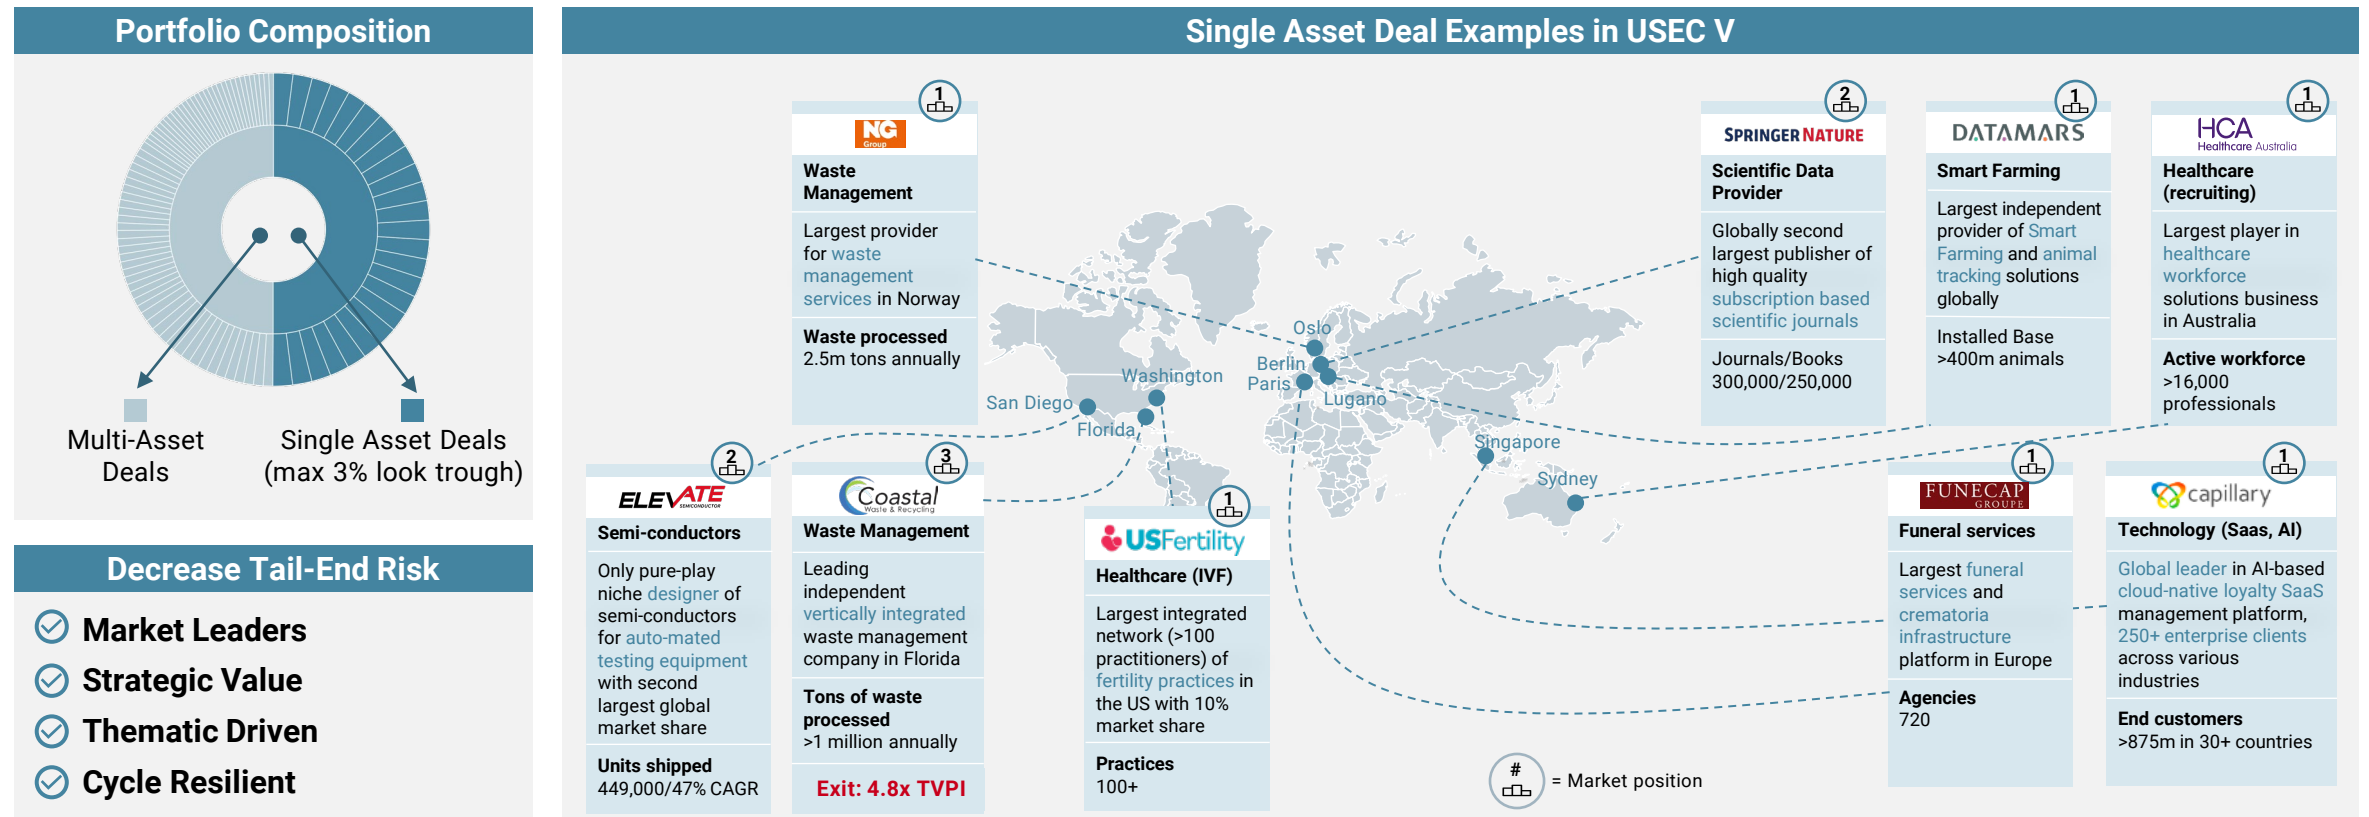 Portfolio Composition
Multi-Asset
Deals
Single Asset Deals
(max 3% look trough)
Decrease Tail-End Risk
Market Leaders
Strategic Value
Thematic Driven
Cycle Resilient
Single Asset Deal Examples in USEC V
1
NG
Group
Waste
Management
Largest provider
for waste
management
services in Norway
Waste processed
2.5m tons annually
2
SPRINGER NATURE
Scientific Data
Provider
Globally second
largest publisher of
high quality
subscription based
scientific journals
Journals/Books
300,000/250,000
1
DATAMARS
Smart Farming
Largest independent
provider of Smart
Farming and animal
tracking solutions
globally
Installed Base
>400m animals
1
HCA
Healthcare Australia
Healthcare
(recruiting)
Largest player in
healthcare
workforce
solutions business
in Australia
Active workforce
>16,000
professionals
Oslo
Berlin
Paris
Lugano
Washington
San Diego
Florida
Singapore
Sydney
2
ELEVATE
SEMICONDUCTOR
Semi-conductors
Only pure-play
niche designer of
semi-conductors
for auto-mated
testing equipment
with second
largest global
market share
Units shipped
449,000/47% CAGR
3
Coastal
Waste & Recycling
Waste Management
Leading
independent
vertically integrated
waste management
company in Florida
Tons of waste
processed
>1 million annually
Exit: 4.8x TVPI
1
USFertility
Healthcare (IVF)
Largest integrated
network (>100
practitioners) of
fertility practices in
the US with 10%
market share
Practices
100+
1
FUNECAP
GROUPE
Funeral services
Largest funeral
services and
crematoria
infrastructure
platform in Europe
Agencies
720
1
capillary
Technology (Saas, AI)
Global leader in AI-based
cloud-native loyalty SaaS
management platform,
250+ enterprise clients
across various
industries
End customers
>875m in 30+ countries
#
= Market position